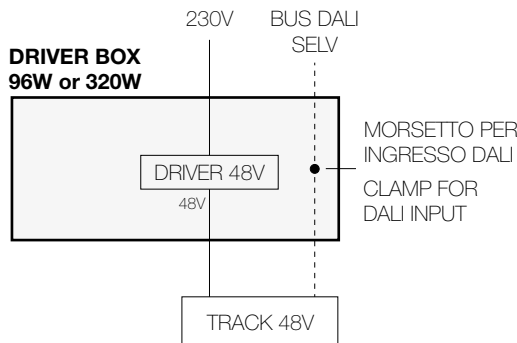 230V
BUS DALI
SELV
DRIVER BOX
96W or 320W
MORSETTO PER
INGRESSO DALI
CLAMP FOR
DALI INPUT
DRIVER 48V
48V
TRACK 48V